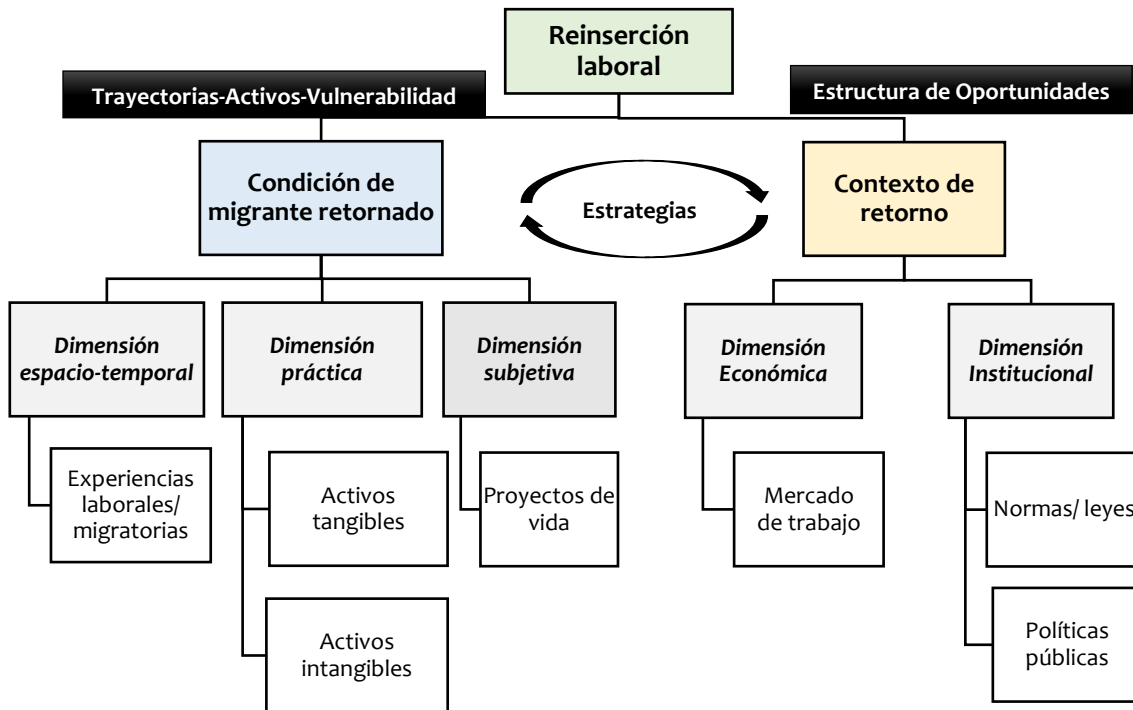 Reinserción
laboral
Trayectorias-Activos-Vulnerabilidad
Estructura de Oportunidades
Condición de
migrante retornado
Estrategias
Contexto de
retorno
Dimensión
espacio-temporal
Dimensión
práctica
Dimensión
subjetiva
Dimensión
Económica
Dimensión
Institucional
Experiencias
laborales/
migratorias
Activos
tangibles
Proyectos de
vida
Mercado
de trabajo
Normas/ leyes
Activos
intangibles
Políticas
públicas